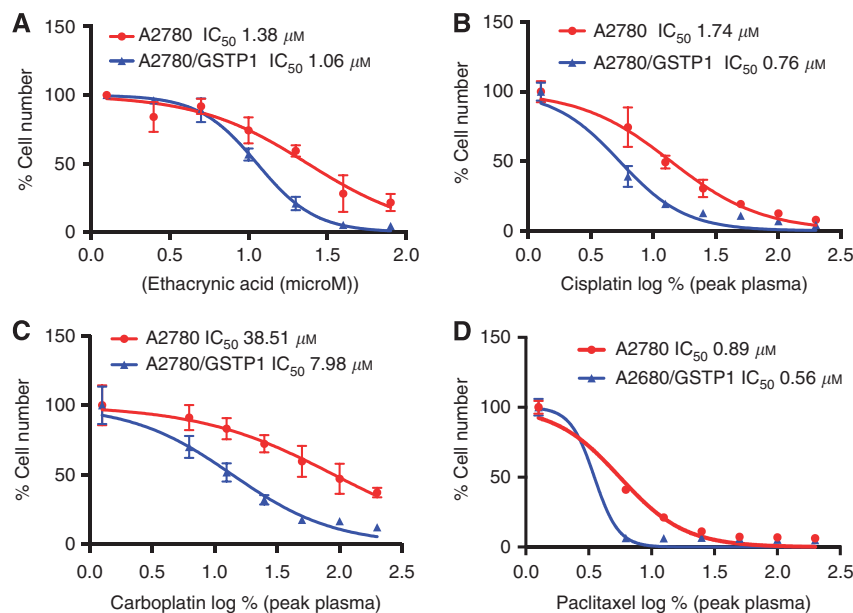 A
A2780 IC50 1.38 μM
A2780/GSTP1 IC50 1.06 μM
150
100
50
0
% Cell number
0.0 0.5 1.0 1.5 2.0
(Ethacrynic acid (microM))
B
A2780 IC50 1.74 μM
A2780/GSTP1 IC50 0.76 μM
150
100
50
0
% Cell number
0.0 0.5 1.0 1.5 2.0 2.5
Cisplatin log % (peak plasma)
C
A2780 IC50 38.51 μM
A2780/GSTP1 IC50 7.98 μM
150
100
50
0
% Cell number
0.0 0.5 1.0 1.5 2.0 2.5
Carboplatin log % (peak plasma)
D
A2780 IC50 0.89 μM
A2680/GSTP1 IC50 0.56 μM
150
100
50
0
% Cell number
0.0 0.5 1.0 1.5 2.0 2.5
Paclitaxel log % (peak plasma)